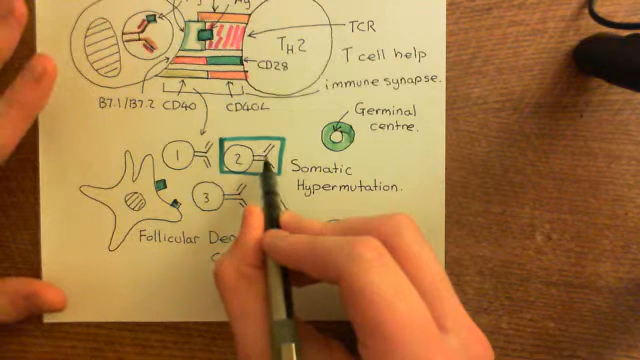 Ag
TCR
TH2
T cell help
CD28
immune synapse.
B7.1/B7.2 CD40 CD40L
Germinal
centre.
1
2
Somatic
Hypermutation.
3
Follicular